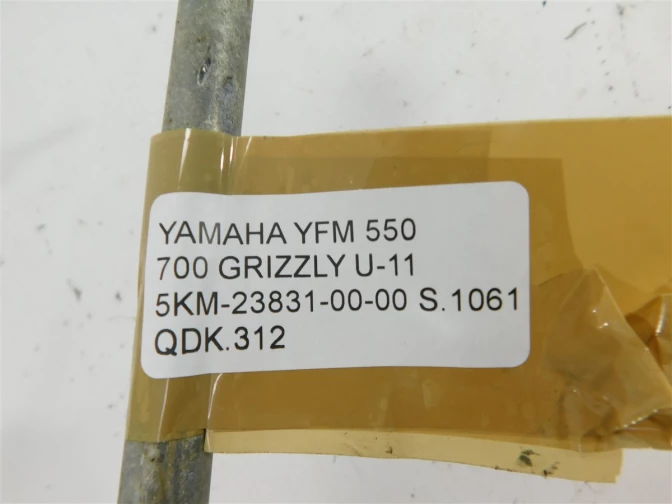 YAMAHA YFM 550
700 GRIZZLY U-11
5KM-23831-00-00 S.1061
QDK.312